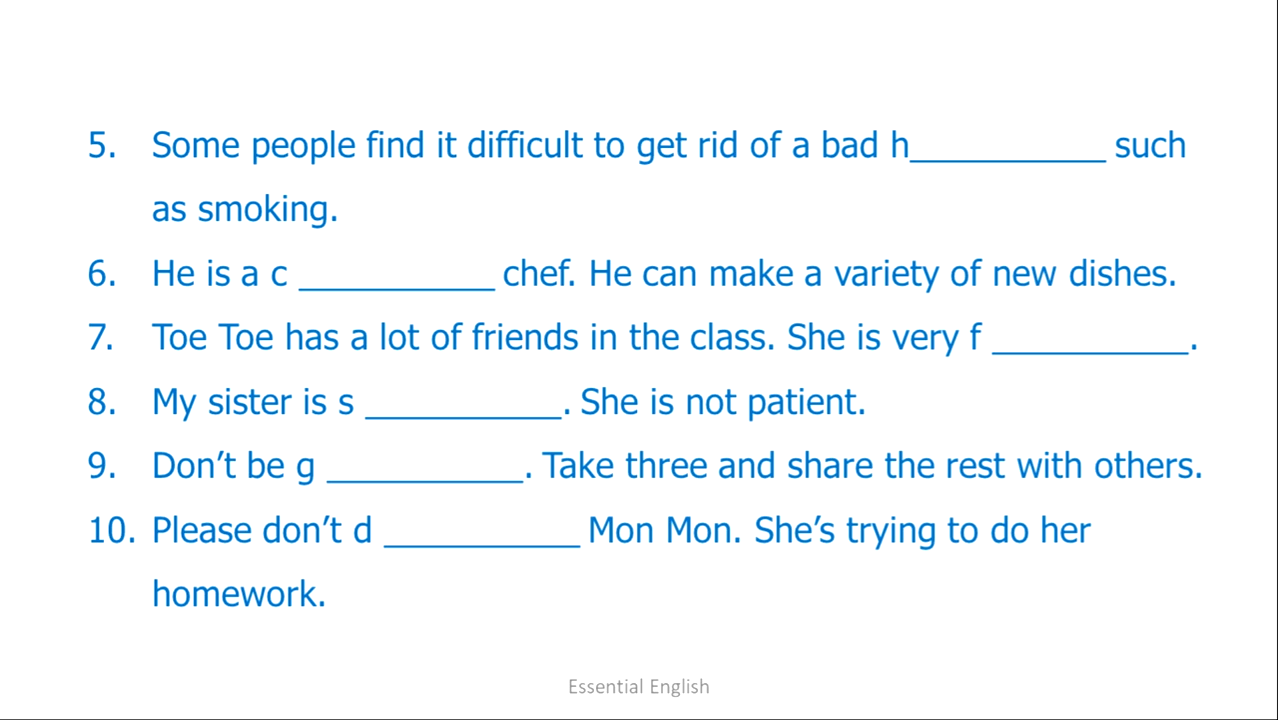 5. Some people find it difficult to get rid of a bad h__________ such
as smoking.
6. He is a c __________ chef. He can make a variety of new dishes.
7. Toe Toe has a lot of friends in the class. She is very f __________.
8. My sister is s __________. She is not patient.
9. Don’t be g __________. Take three and share the rest with others.
10. Please don’t d __________ Mon Mon. She’s trying to do her
homework.
Essential English